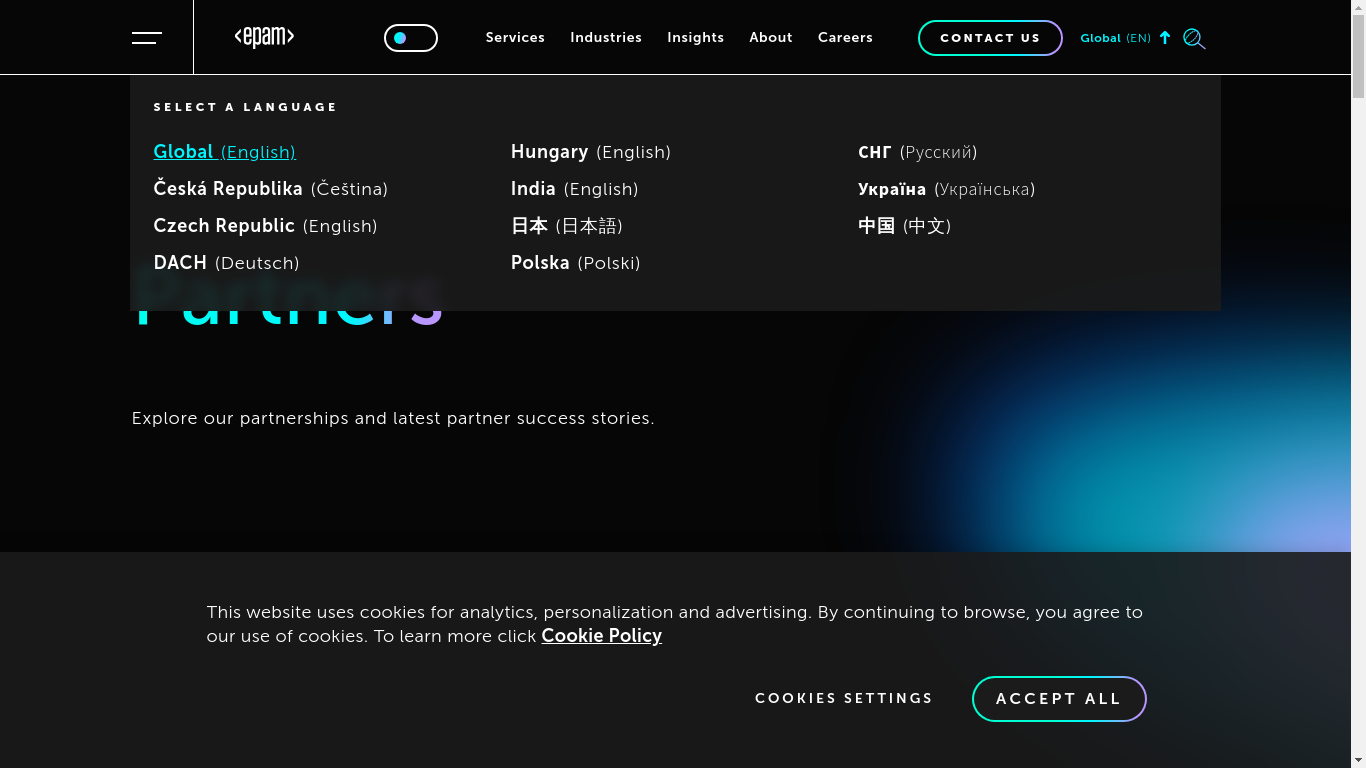 <epam>
Services Industries Insights About Careers CONTACT US Global (EN)
SELECT A LANGUAGE
Global (English)
Česká Republika (Čeština)
Czech Republic (English)
DACH (Deutsch)
Hungary (English)
India (English)
日本 (日本語)
Polska (Polski)
СНГ (Русский)
Україна (Українська)
中国 (中文)
Partners
Explore our partnerships and latest partner success stories.
This website uses cookies for analytics, personalization and advertising. By continuing to browse, you agree to
our use of cookies. To learn more click Cookie Policy
COOKIES SETTINGS ACCEPT ALL